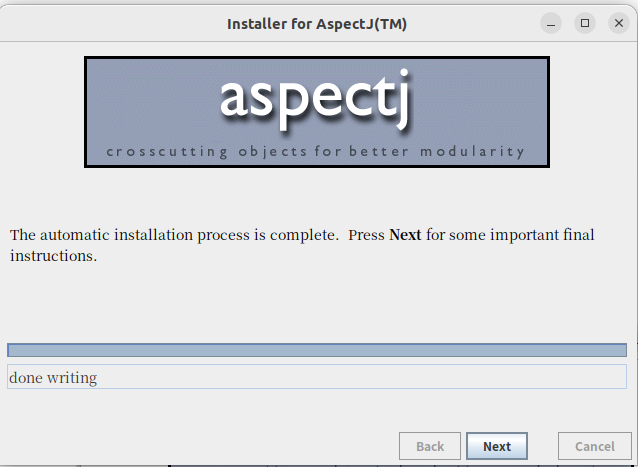 Installer for AspectJ(TM)
aspectj
crosscutting objects for better modularity
The automatic installation process is complete. Press Next for some important final
instructions.
done writing
Back Next Cancel